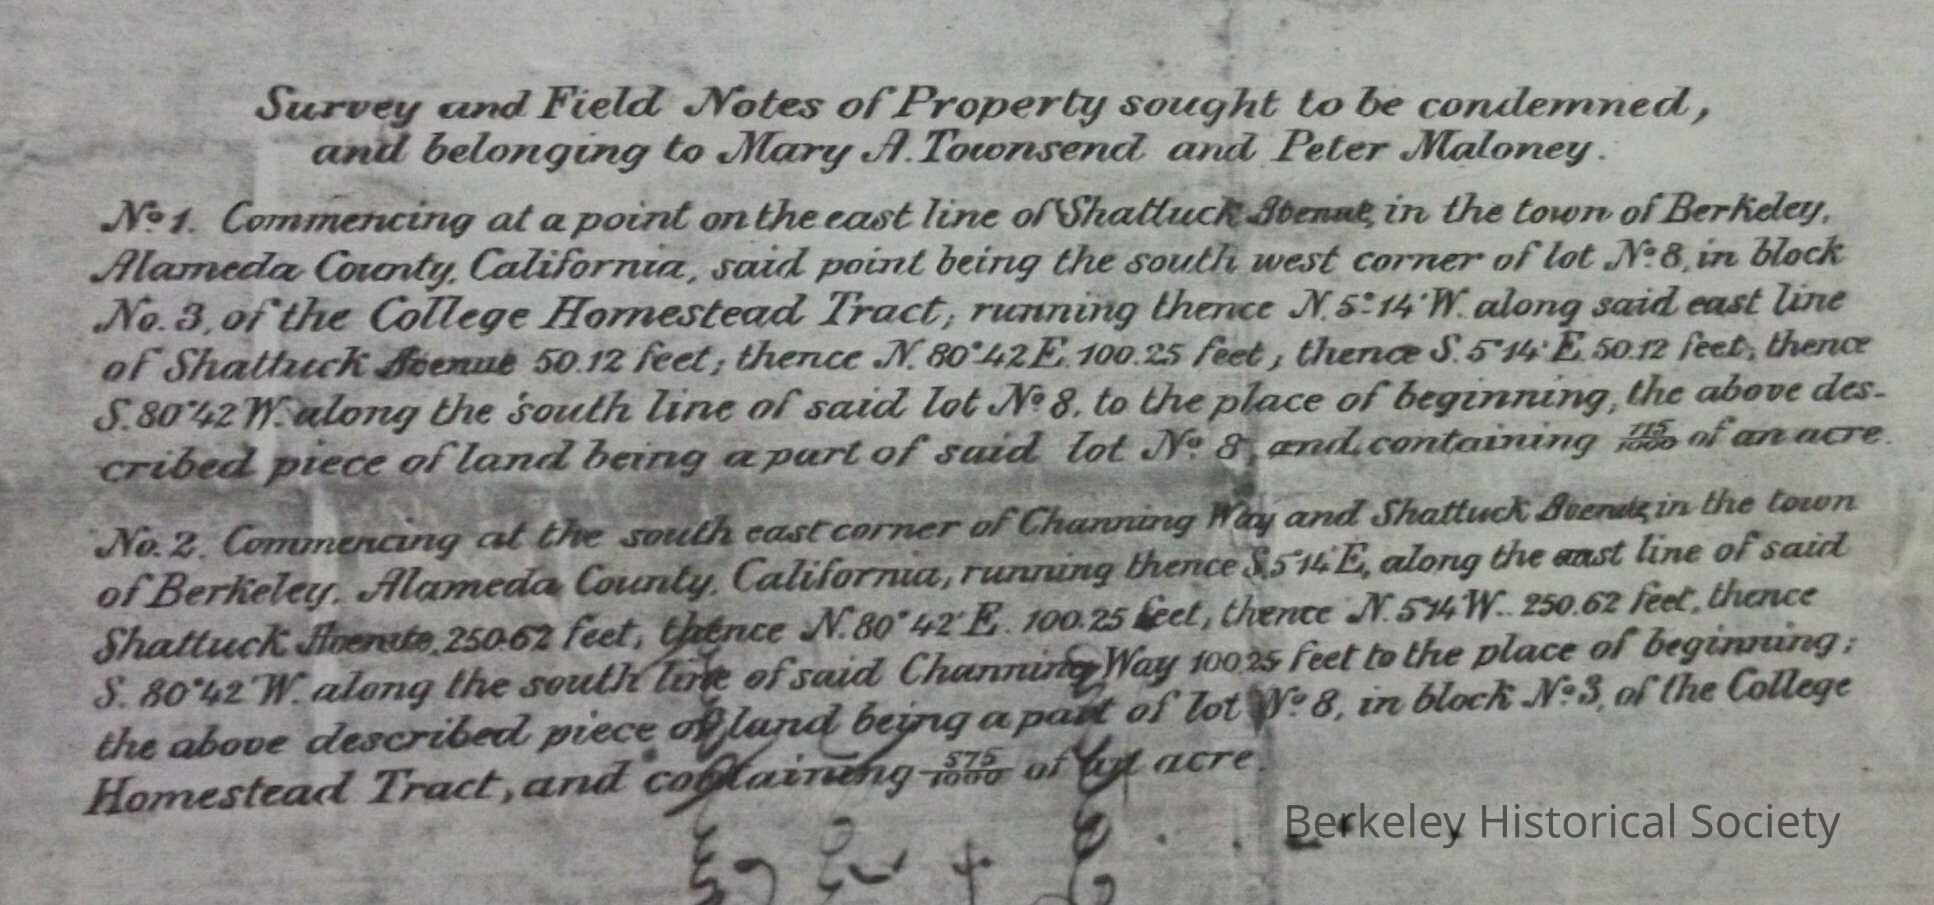 Survey and Field Notes of Property sought to be condemned,
and belonging to Mary A. Townsend and Peter Maloney.
No 1. Commencing at a point on the east line of Shattuck Avenue, in the town of Berkeley,
Alameda County, California, said point being the south west corner of lot No 8, in block
No. 3, of the College Homestead Tract, running thence N. 5° 14' W. along said east line
of Shattuck Avenue 50.12 feet; thence N. 80° 42 E. 100.25 feet; thence S. 5° 14' E. 50.12 feet; thence
S. 80° 42 W. along the south line of said lot No 8, to the place of beginning, the above des-
cribed piece of land being a part of said lot No 8, and containing 115/1000 of an acre.
No. 2. Commencing at the south east corner of Channing Way and Shattuck Avenue, in the town
of Berkeley, Alameda County, California, running thence S. 5° 14' E, along the east line of said
Shattuck Avenue, 250.62 feet, thence N. 80° 42' E. 100.25 feet, thence N. 5° 14 W. 250.62 feet, thence
S. 80° 42 W. along the south line of said Channing Way 100.25 feet to the place of beginning;
the above described piece of land being a part of lot No 8, in block No 3, of the College
Homestead Tract, and containing 575/1000 of an acre.
Berkeley Historical Society